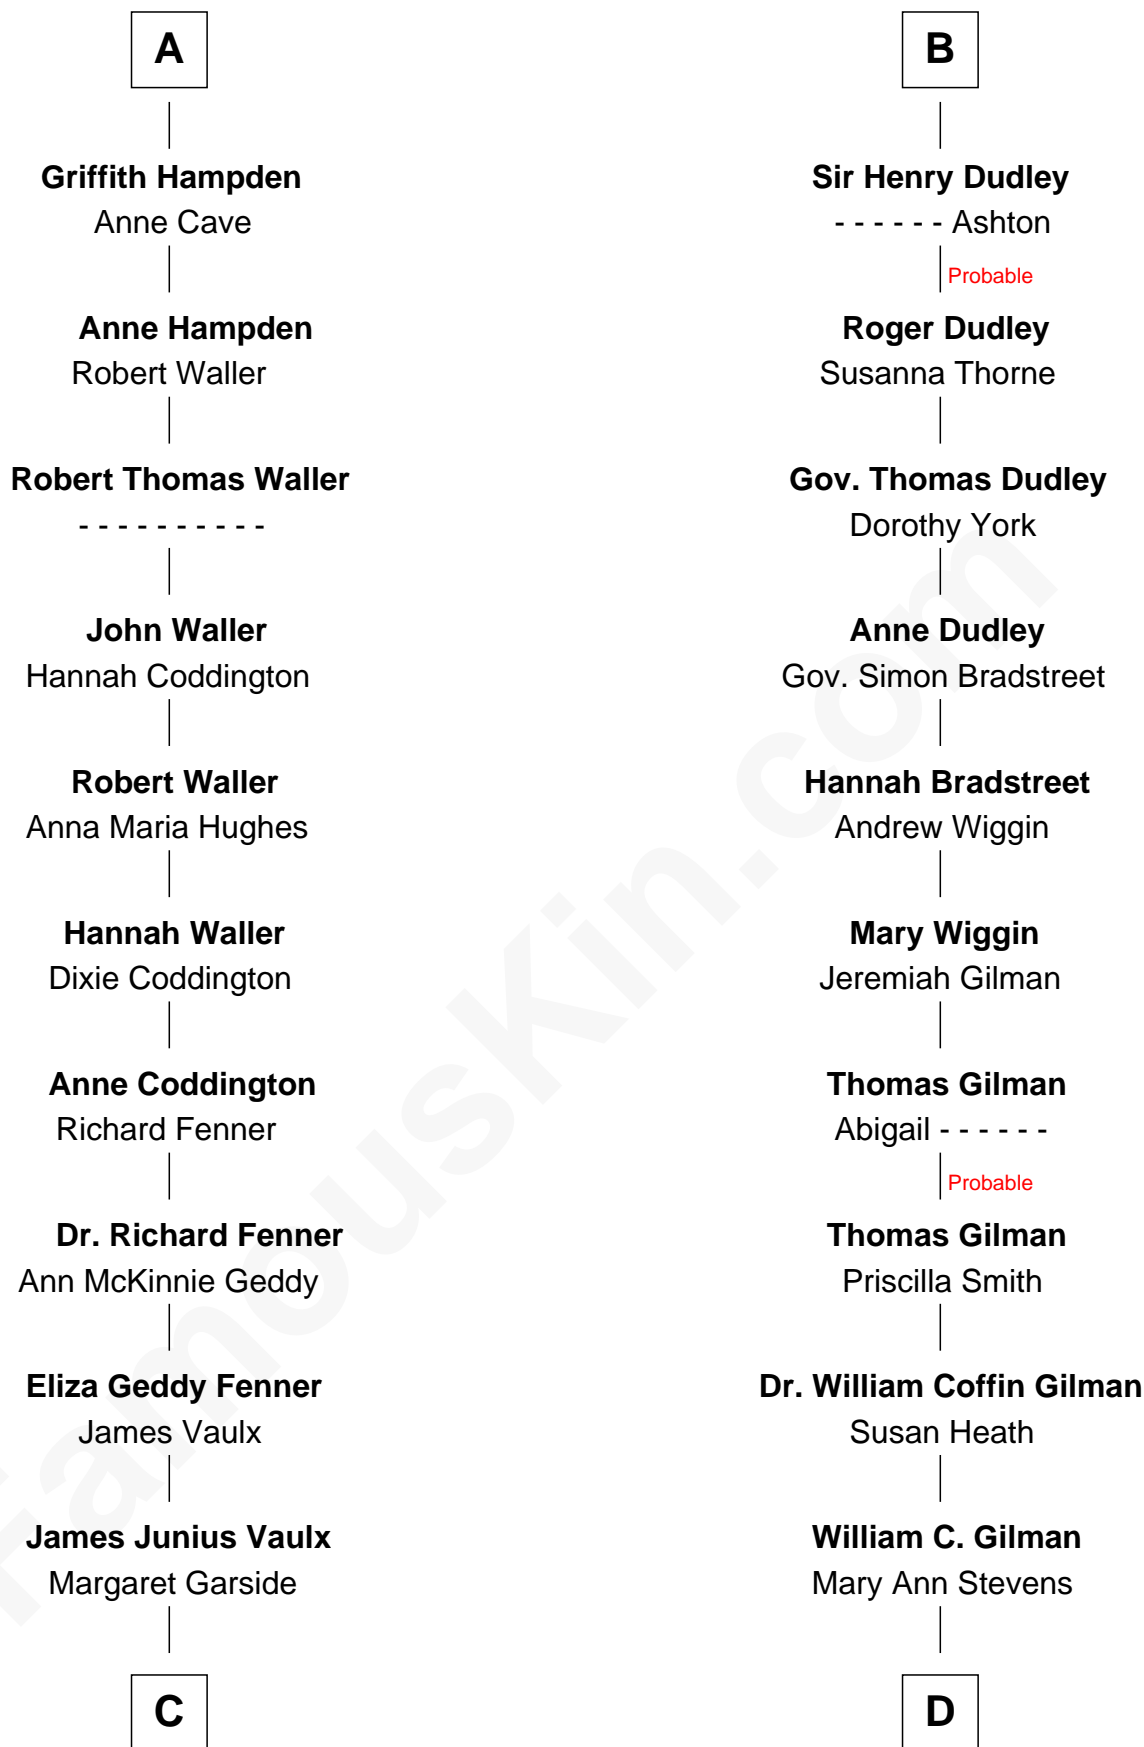 A
Griffith Hampden
Anne Cave
Anne Hampden
Robert Waller
Robert Thomas Waller
- - - - - - - - - -
John Waller
Hannah Coddington
Robert Waller
Anna Maria Hughes
Hannah Waller
Dixie Coddington
Anne Coddington
Richard Fenner
Dr. Richard Fenner
Ann McKinnie Geddy
Eliza Geddy Fenner
James Vaulx
James Junius Vaulx
Margaret Garside
C
B
Sir Henry Dudley
- - - - - - Ashton
Probable
Roger Dudley
Susanna Thorne
Gov. Thomas Dudley
Dorothy York
Anne Dudley
Gov. Simon Bradstreet
Hannah Bradstreet
Andrew Wiggin
Mary Wiggin
Jeremiah Gilman
Thomas Gilman
Abigail - - - - - -
Probable
Thomas Gilman
Priscilla Smith
Dr. William Coffin Gilman
Susan Heath
William C. Gilman
Mary Ann Stevens
D
FamousKin.com